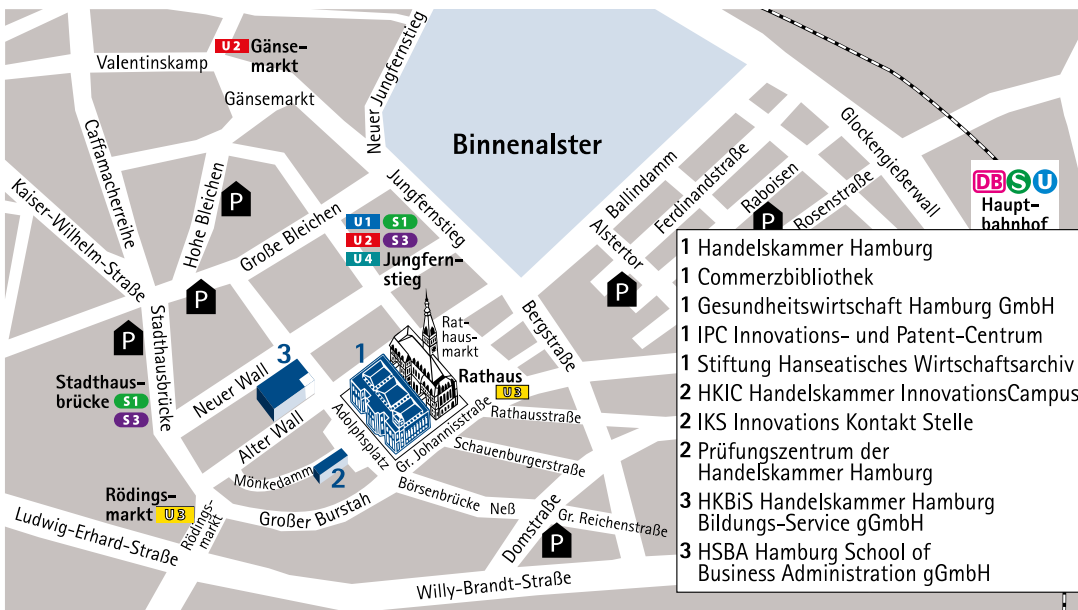 U2 Gänse-
markt
Valentinskamp
Gänsemarkt
Neuer Jungfernstieg
Binnenalster
Caffamacherreihe
Kaiser-Wilhelm-Straße
Hohe Bleichen
P
Große Bleichen
Jungfernstieg
U1 S1
U2 S3
U4 Jungfern-
stieg
Ballindamm
Ferdinandstraße
Alstertor
Raboisen
P
Rosenstraße
Glockengießerwall
DB S U
Haupt-
bahnhof
P
P
P
Stadthausbrücke
Bergstraße
Rat-
haus-
markt
Rathaus
U3
Rathausstraße
Stadthaus-
brücke S1
S3
Neuer Wall
3
1
Alter Wall
Adolphsplatz
Gr. Johannisstraße
Schauenburgerstraße
Mönkedamm
2
Börsenbrücke
Neß
Großer Burstah
Rödings-
markt U3
Rödings-
markt
Ludwig-Erhard-Straße
Domstraße
Gr. Reichenstraße
P
Willy-Brandt-Straße
1 Handelskammer Hamburg
1 Commerzbibliothek
1 Gesundheitswirtschaft Hamburg GmbH
1 IPC Innovations- und Patent-Centrum
1 Stiftung Hanseatisches Wirtschaftsarchiv
2 HKIC Handelskammer InnovationsCampus
2 IKS Innovations Kontakt Stelle
2 Prüfungszentrum der
Handelskammer Hamburg
3 HKBiS Handelskammer Hamburg
Bildungs-Service gGmbH
3 HSBA Hamburg School of
Business Administration gGmbH